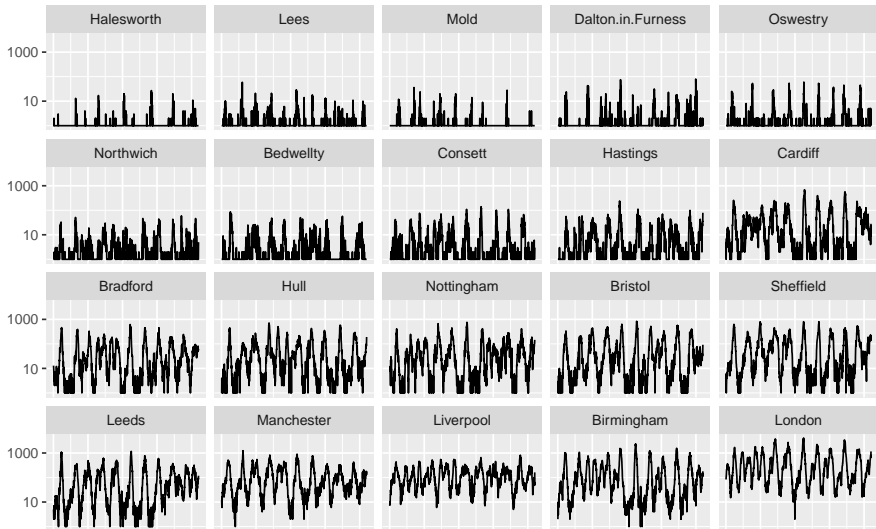 Halesworth Lees Mold Dalton.in.Furness Oswestry
1000
10
Northwich Bedwellty Consett Hastings Cardiff
1000
10
Bradford Hull Nottingham Bristol Sheffield
1000
10
Leeds Manchester Liverpool Birmingham London
1000
10